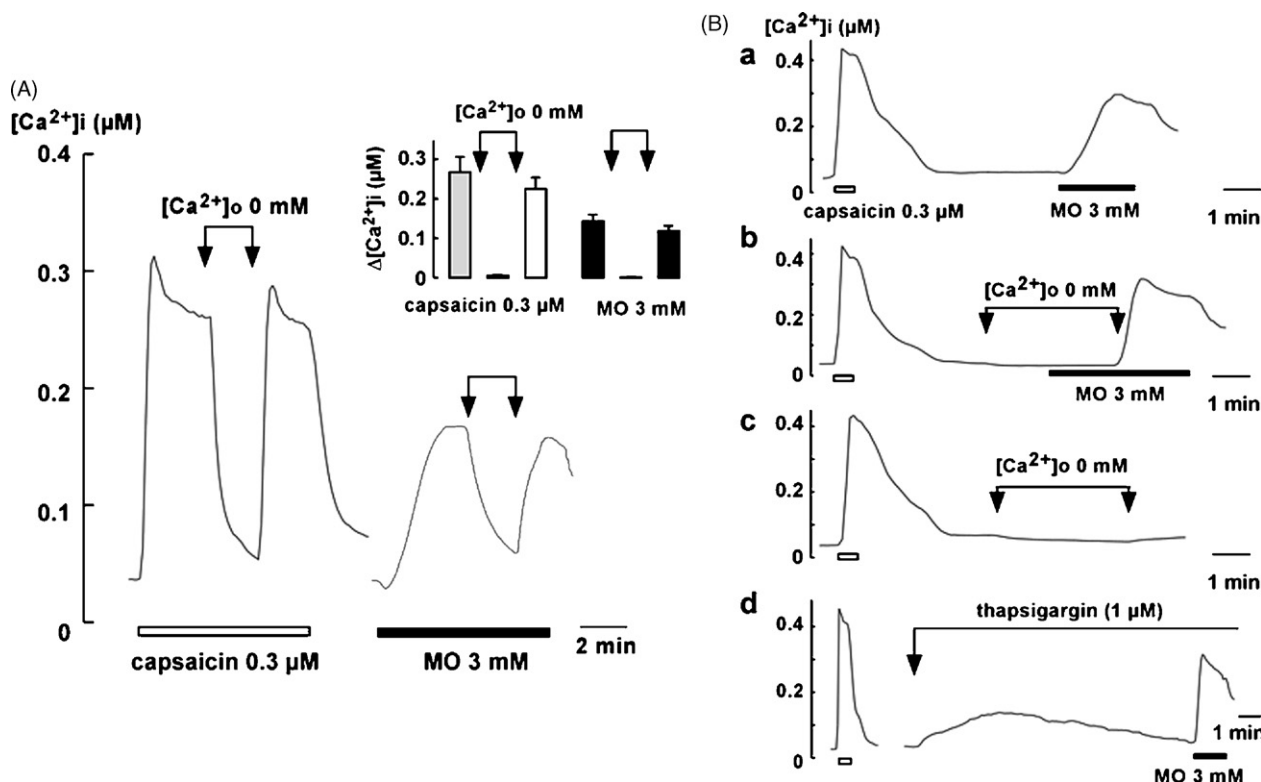 (A)
[Ca2+]i (µM)
0.4
0.3
0.2
0.1
0
[Ca2+]o 0 mM
capsaicin 0.3 µM
MO 3 mM
2 min
[Ca2+]o 0 mM
Δ[Ca2+]i (µM)
0.3
0.2
0.1
0
capsaicin 0.3 µM
MO 3 mM
(B)
[Ca2+]i (µM)
a
0.4
0.2
0
capsaicin 0.3 µM
MO 3 mM
1 min
b
0.4
0.2
0
[Ca2+]o 0 mM
MO 3 mM
1 min
c
0.4
0.2
0
[Ca2+]o 0 mM
1 min
d
0.4
0.2
0
thapsigargin (1 µM)
1 min
MO 3 mM